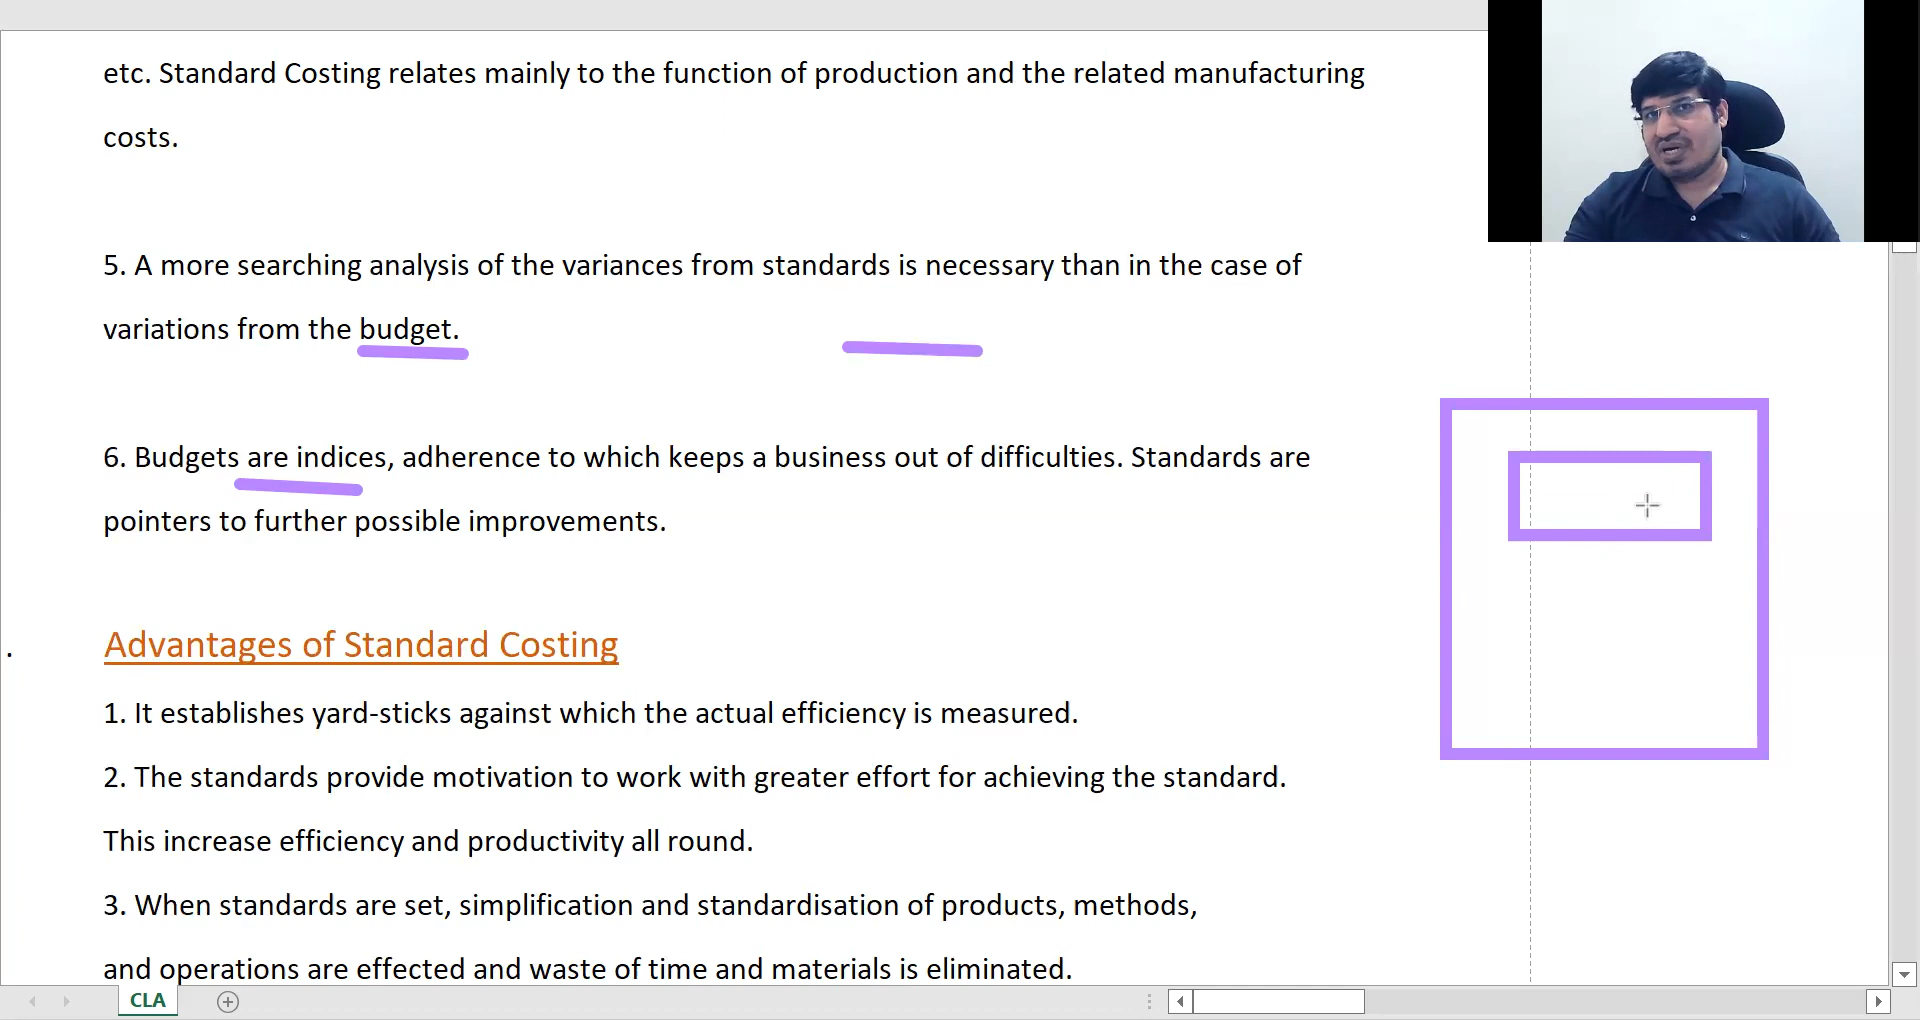 etc. Standard Costing relates mainly to the function of production and the related manufacturing
costs.
5. A more searching analysis of the variances from standards is necessary than in the case of
variations from the budget.
6. Budgets are indices, adherence to which keeps a business out of difficulties. Standards are
pointers to further possible improvements.
.
Advantages of Standard Costing
1. It establishes yard-sticks against which the actual efficiency is measured.
2. The standards provide motivation to work with greater effort for achieving the standard.
This increase efficiency and productivity all round.
3. When standards are set, simplification and standardisation of products, methods,
and operations are effected and waste of time and materials is eliminated.
CLA